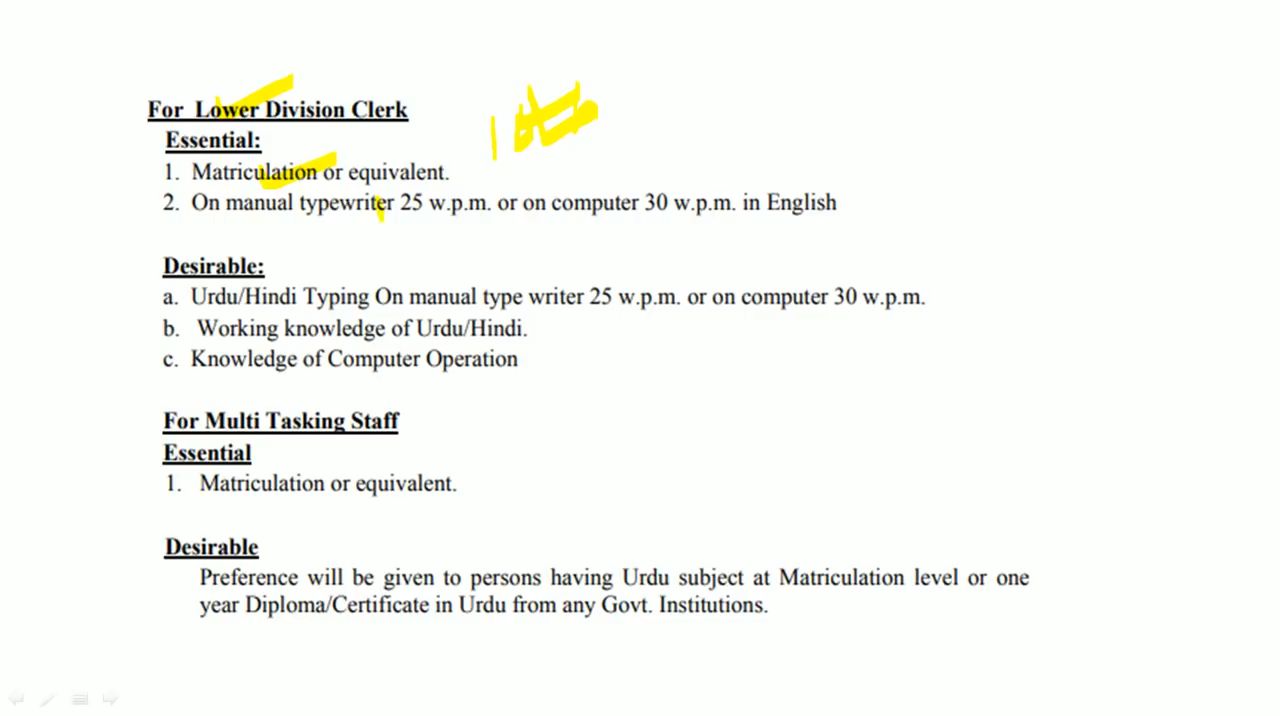 For Lower Division Clerk
Essential:
1. Matriculation or equivalent.
2. On manual typewriter 25 w.p.m. or on computer 30 w.p.m. in English
Desirable:
a. Urdu/Hindi Typing On manual type writer 25 w.p.m. or on computer 30 w.p.m.
b. Working knowledge of Urdu/Hindi.
c. Knowledge of Computer Operation
For Multi Tasking Staff
Essential
1. Matriculation or equivalent.
Desirable
Preference will be given to persons having Urdu subject at Matriculation level or one
year Diploma/Certificate in Urdu from any Govt. Institutions.